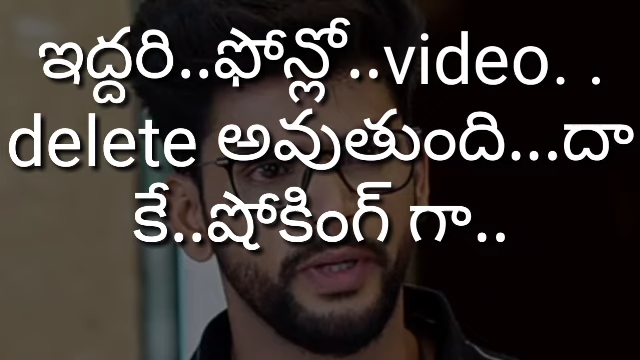 ఇద్దరి..ఫోన్లో..video. .
delete అవుతుంది...దా
కే..షోకింగ్ గా..